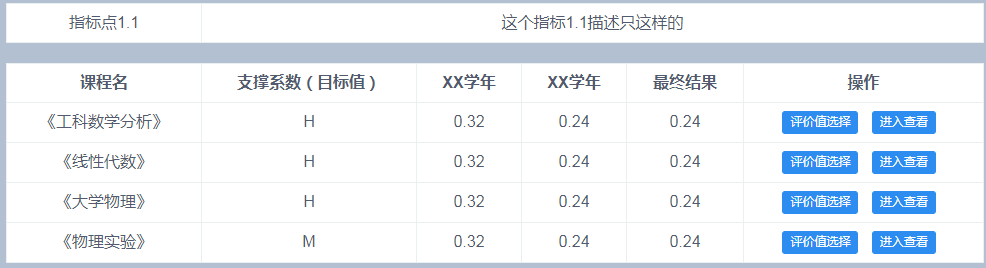 指标点1.1 这个指标1.1描述只这样的
课程名 支撑系数（目标值） XX学年 XX学年 最终结果 操作
《工科数学分析》 H 0.32 0.24 0.24 评价值选择 进入查看
《线性代数》 H 0.32 0.24 0.24 评价值选择 进入查看
《大学物理》 H 0.32 0.24 0.24 评价值选择 进入查看
《物理实验》 M 0.32 0.24 0.24 评价值选择 进入查看